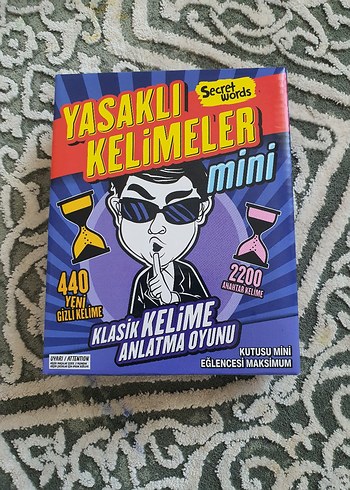 Secret
Words
YASAKLI
KELİMELER
mini
440
YENİ
GİZLİ KELİME
2200
ANAHTAR KELİME
KLASİK KELİME
ANLATMA OYUNU
UYARI / ATTENTION
KUTUSU MİNİ
EĞLENCESİ MAKSİMUM